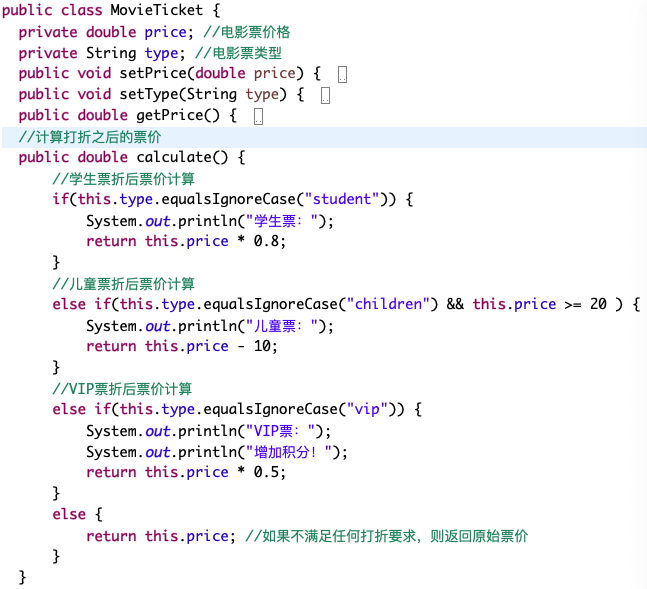 public class MovieTicket {
  private double price; //电影票价格
  private String type; //电影票类型
  public void setPrice(double price) { ..
  public void setType(String type) { ..
  public double getPrice() { ..
  //计算打折之后的票价
  public double calculate() {
      //学生票折后票价计算
      if(this.type.equalsIgnoreCase("student")) {
          System.out.println("学生票：");
          return this.price * 0.8;
      }
      //儿童票折后票价计算
      else if(this.type.equalsIgnoreCase("children") && this.price >= 20 ) {
          System.out.println("儿童票：");
          return this.price - 10;
      }
      //VIP票折后票价计算
      else if(this.type.equalsIgnoreCase("vip")) {
          System.out.println("VIP票：");
          System.out.println("增加积分！");
          return this.price * 0.5;
      }
      else {
          return this.price; //如果不满足任何打折要求，则返回原始票价
      }
  }